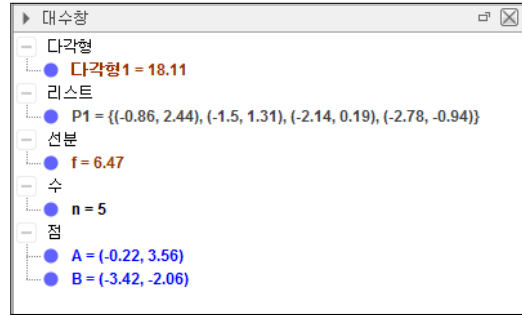 대수창
다각형
다각형1 = 18.11
리스트
P1 = {(-0.86, 2.44), (-1.5, 1.31), (-2.14, 0.19), (-2.78, -0.94)}
선분
f = 6.47
수
n = 5
점
A = (-0.22, 3.56)
B = (-3.42, -2.06)